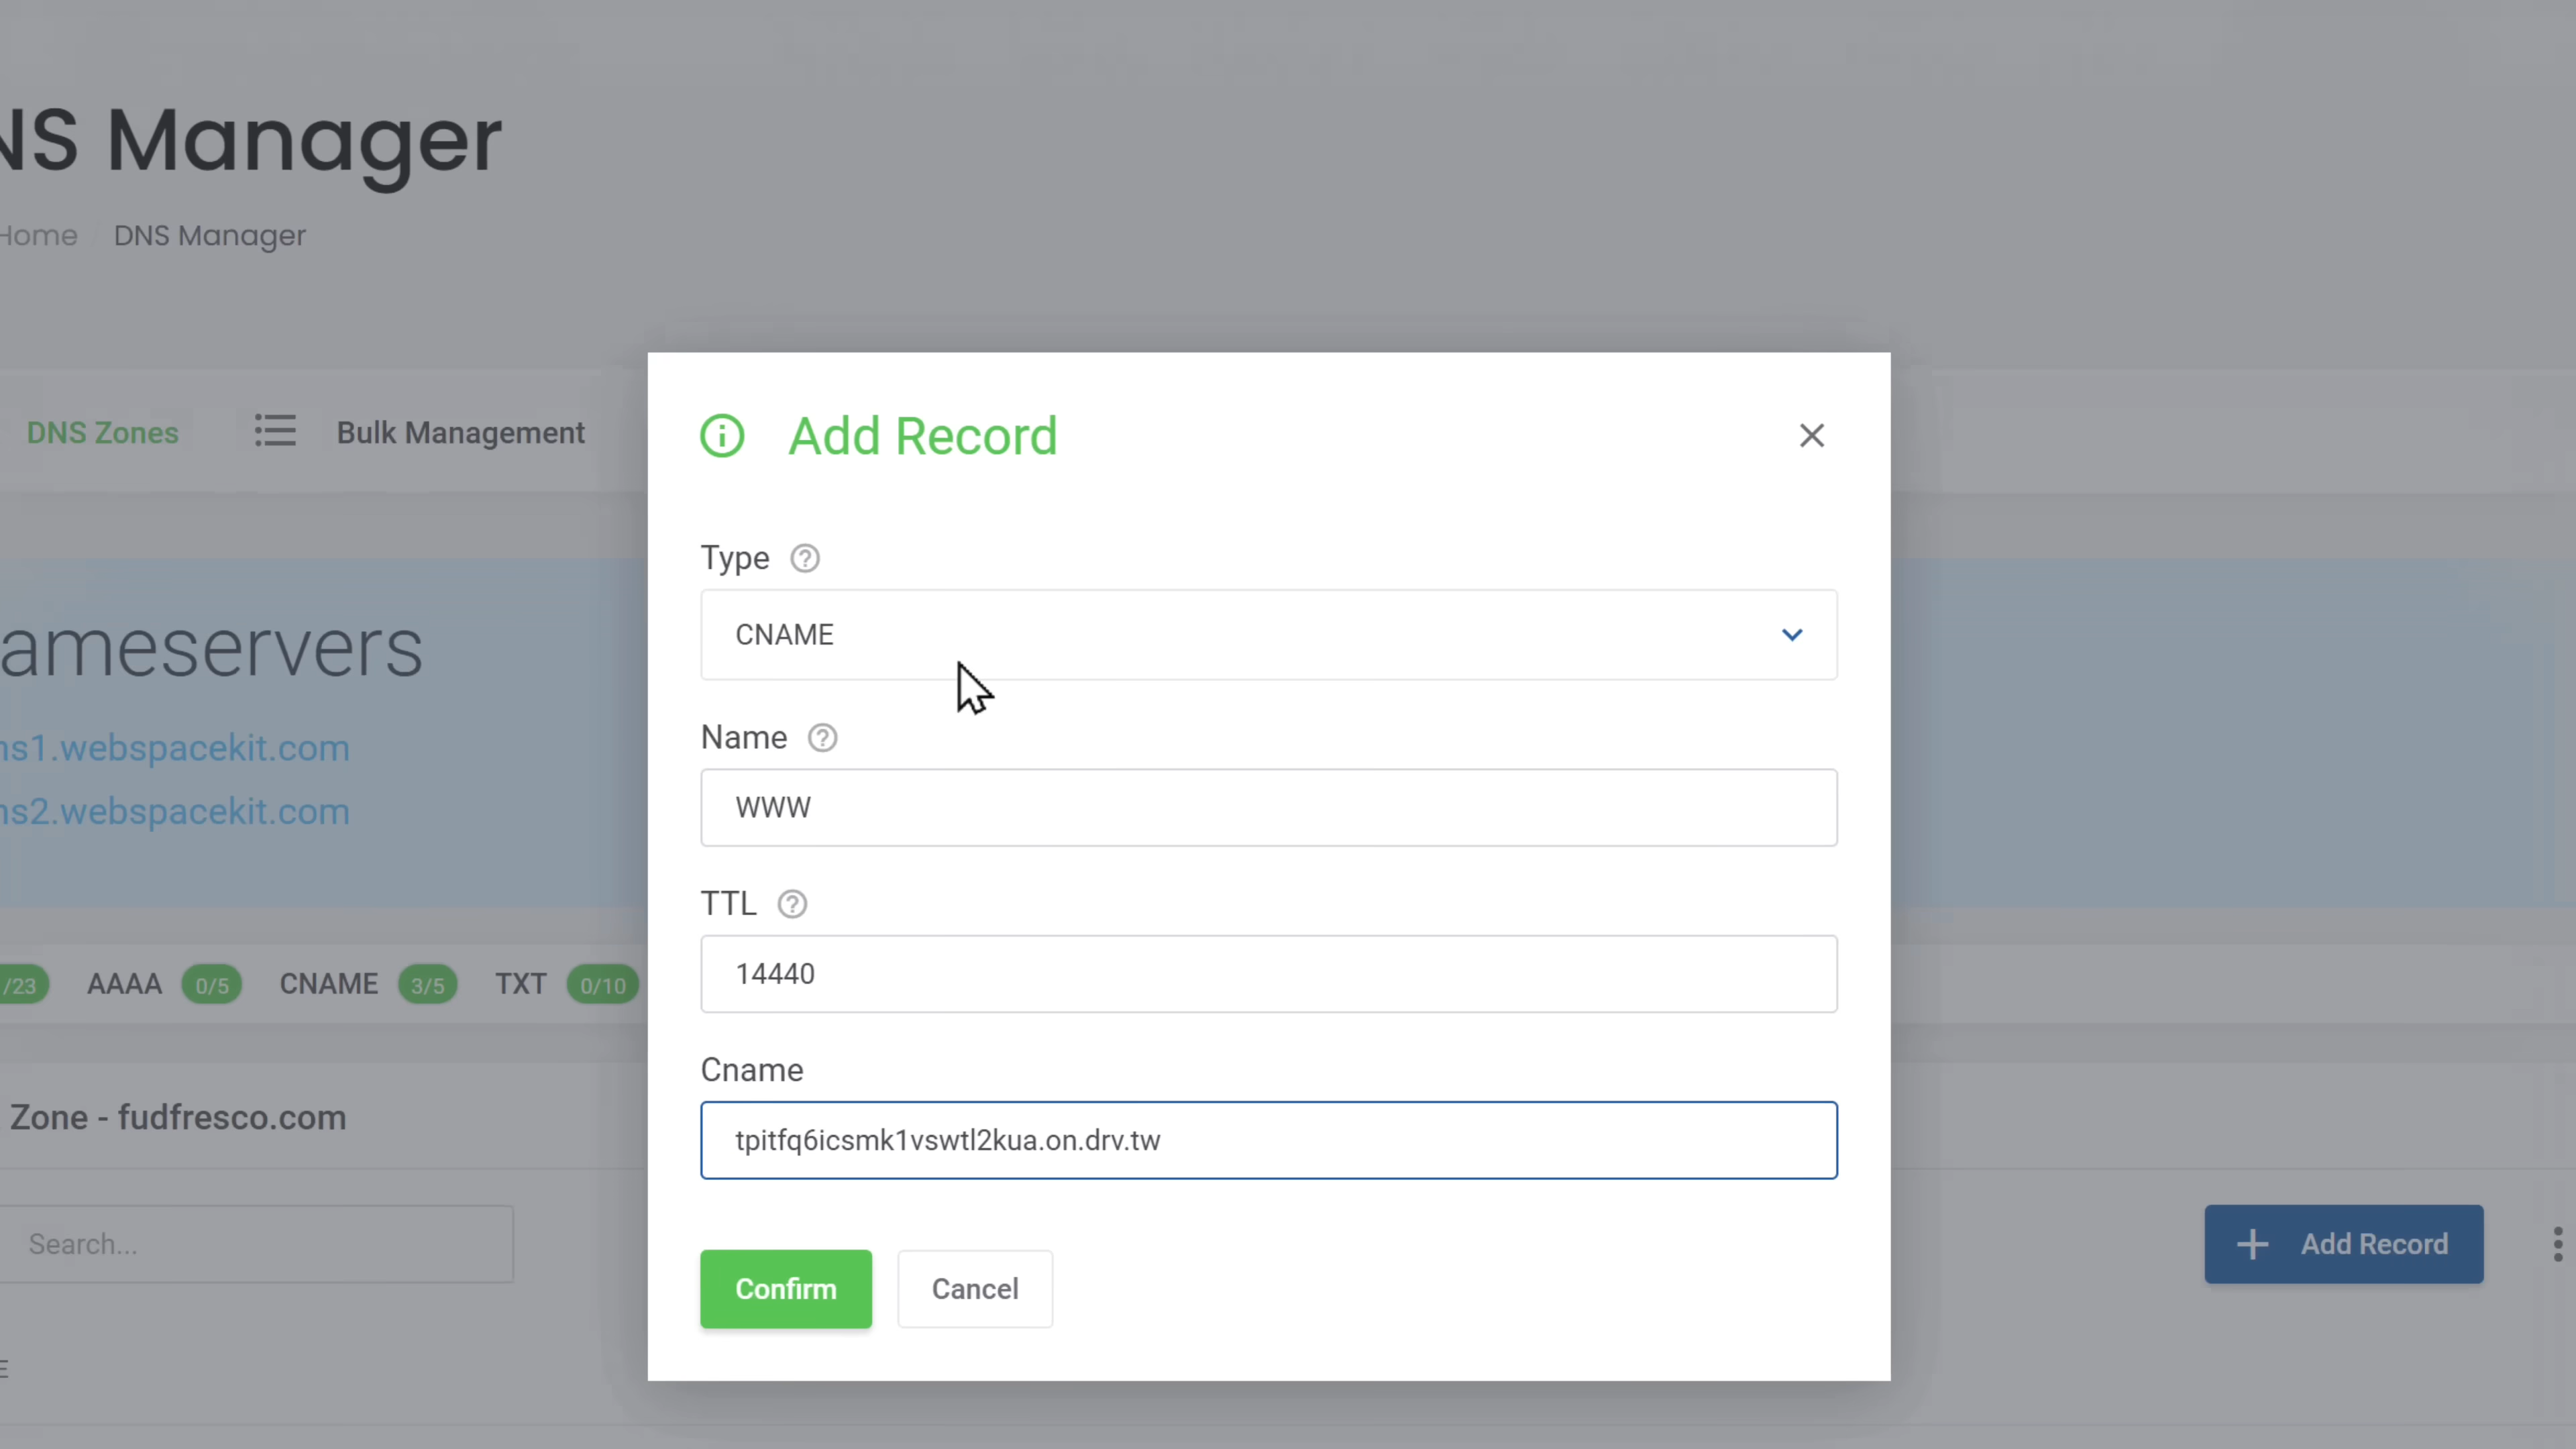 NS Manager
Home / DNS Manager
DNS Zones Bulk Management
ameservers
ns1.webspacekit.com
ns2.webspacekit.com
/23 AAAA 0/5 CNAME 3/5 TXT 0/10
Zone - fudfresco.com
Search...
Add Record
E
Add Record
Type
CNAME
Name
WWW
TTL
14440
Cname
tpitfq6icsmk1vswtl2kua.on.drv.tw
Confirm Cancel